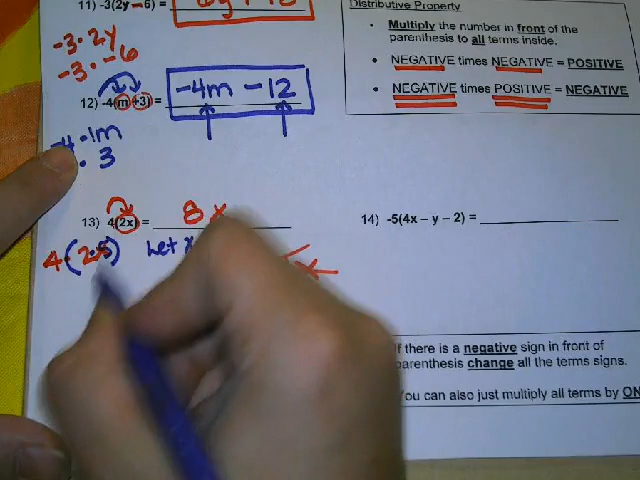 11) -3(2y - 6) =
-3 · 2y
-3 · -6
12) -4(m +3) = -4m - 12
-4 · 1m
· 3
13) 4(2x) = 8x
4 · (2·5) Let x
Distributive Property
• Multiply the number in front of the
parenthesis to all terms inside.
• NEGATIVE times NEGATIVE = POSITIVE
• NEGATIVE times POSITIVE = NEGATIVE
14) -5(4x – y – 2) =
If there is a negative sign in front of
parenthesis change all the terms signs.
You can also just multiply all terms by ON